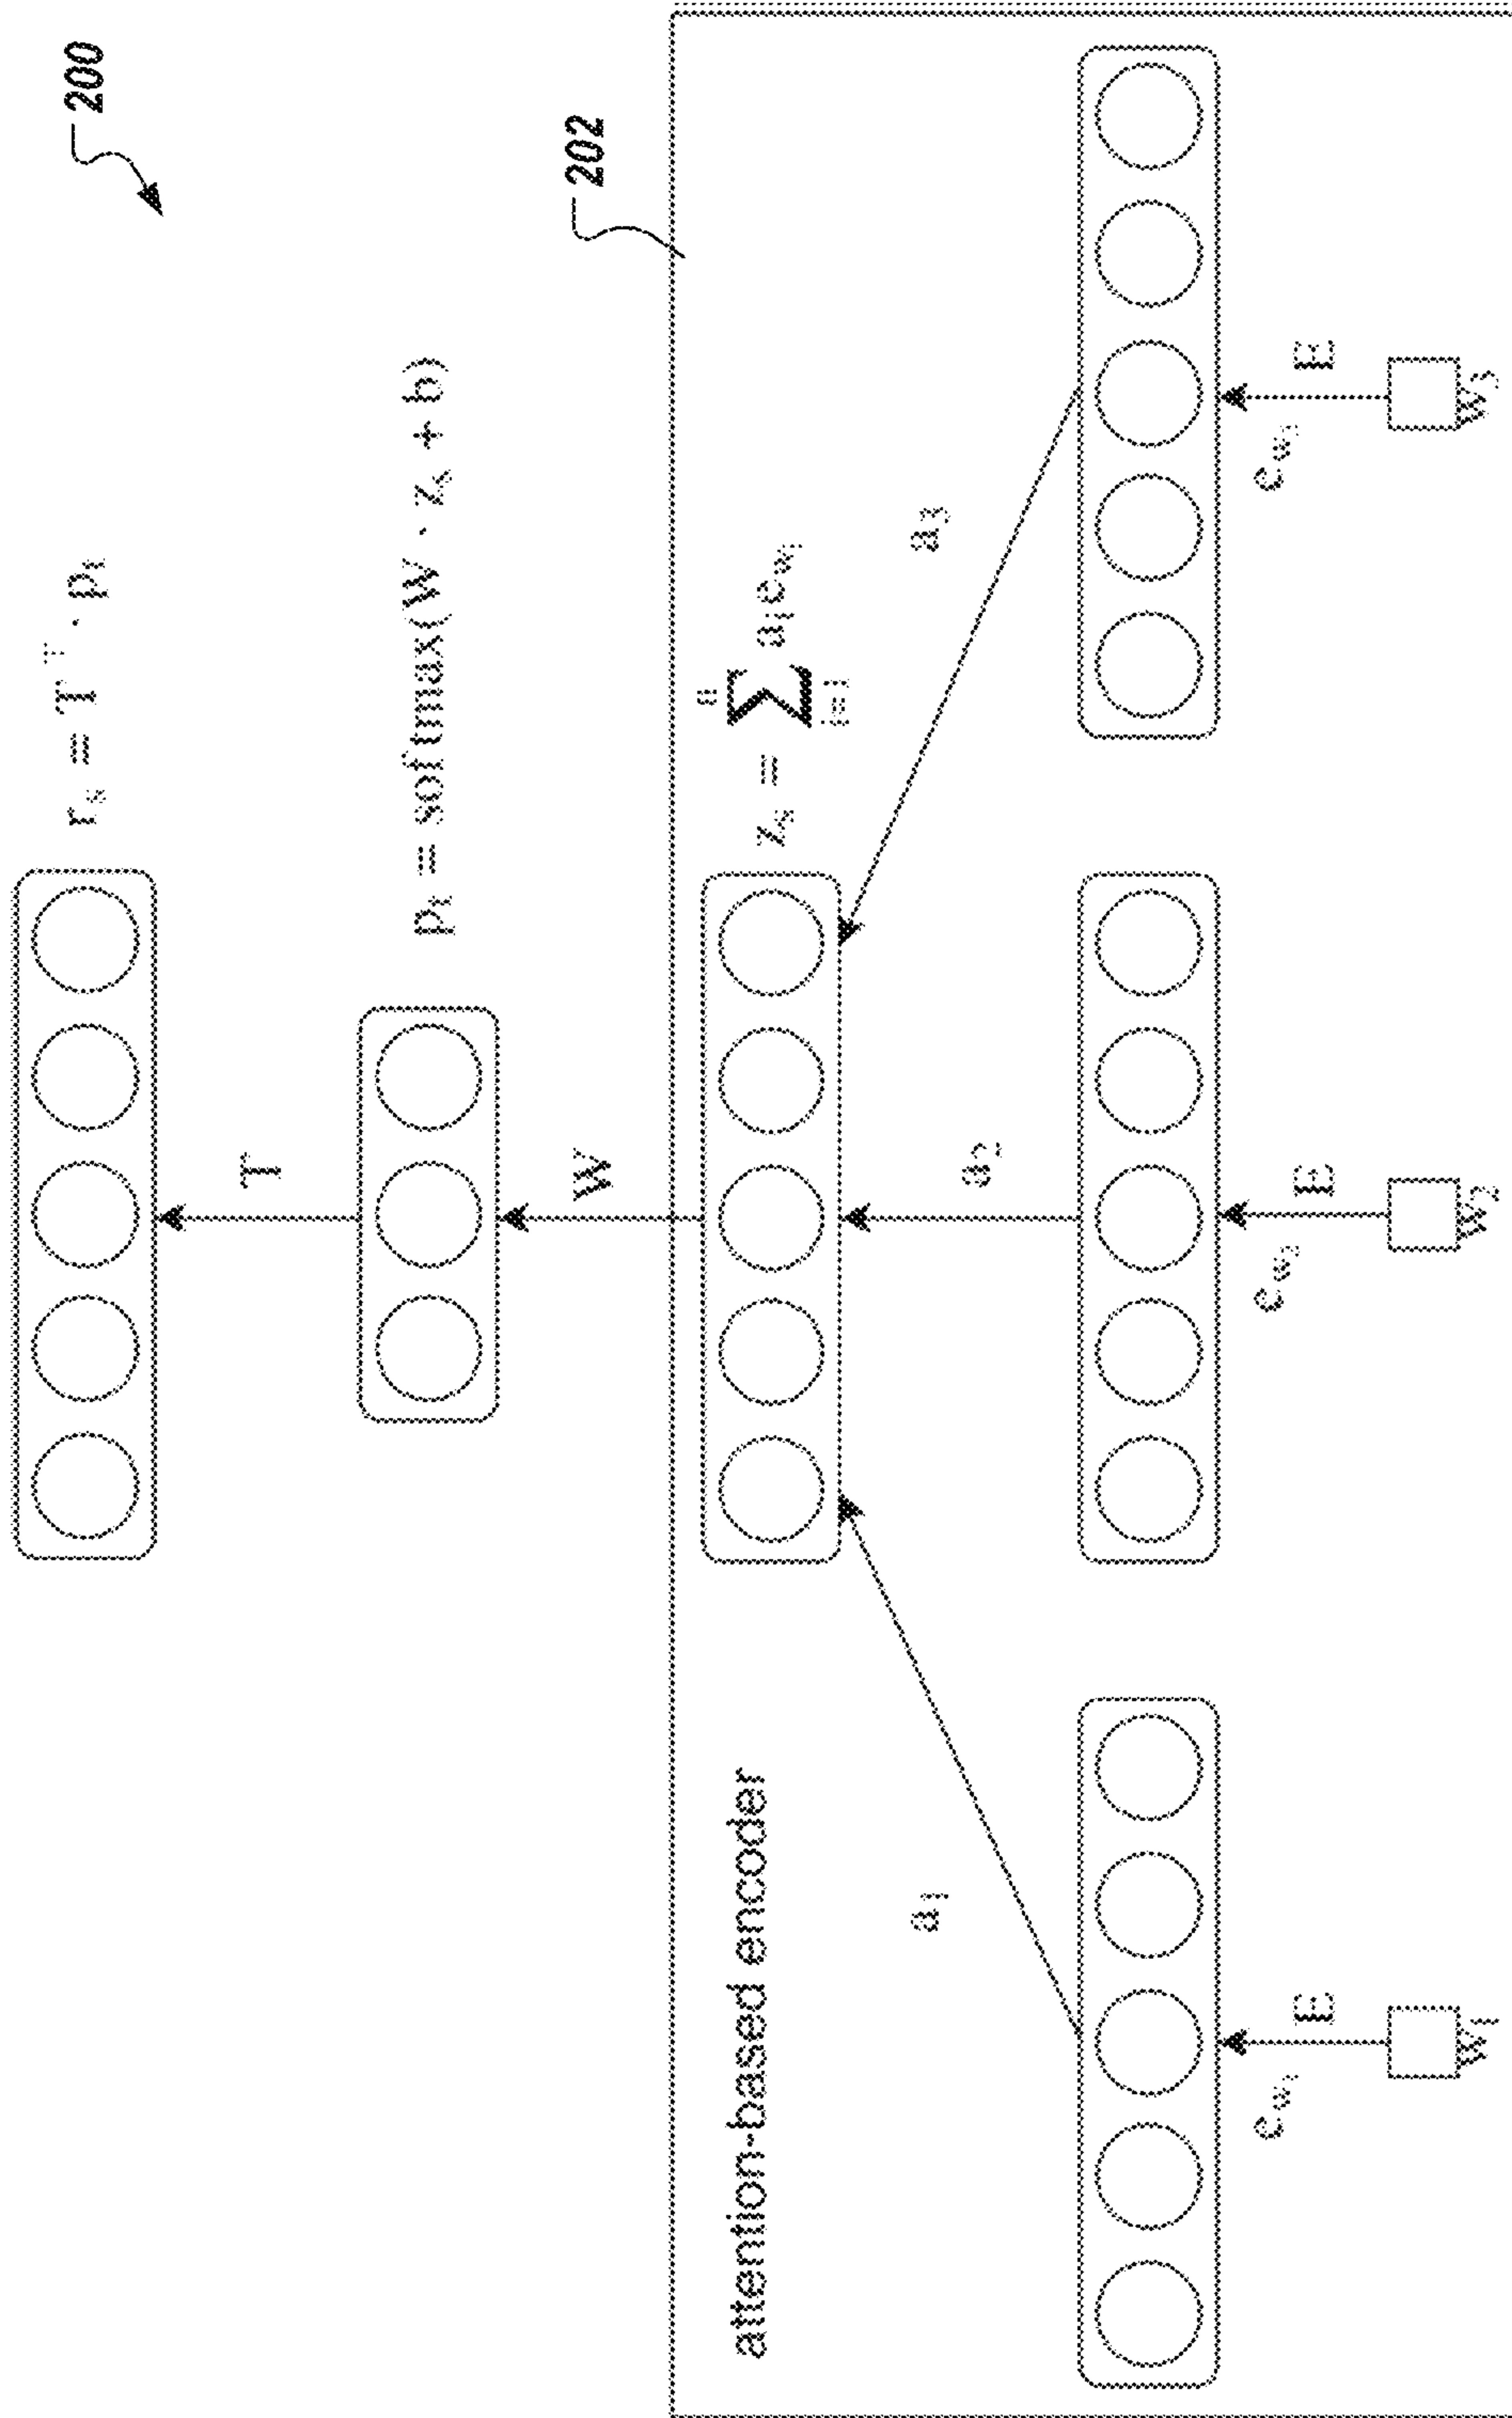 200
r_s = T^T · p_t
T
p_t = softmax(W · z_s + b)
W
202
attention-based encoder
z_s = \sum_{i=1}^{n} a_i e_{w_i}
a_1
a_2
a_3
e_{w_1} E
e_{w_2} E
e_{w_3} E
w_1
w_2
w_3